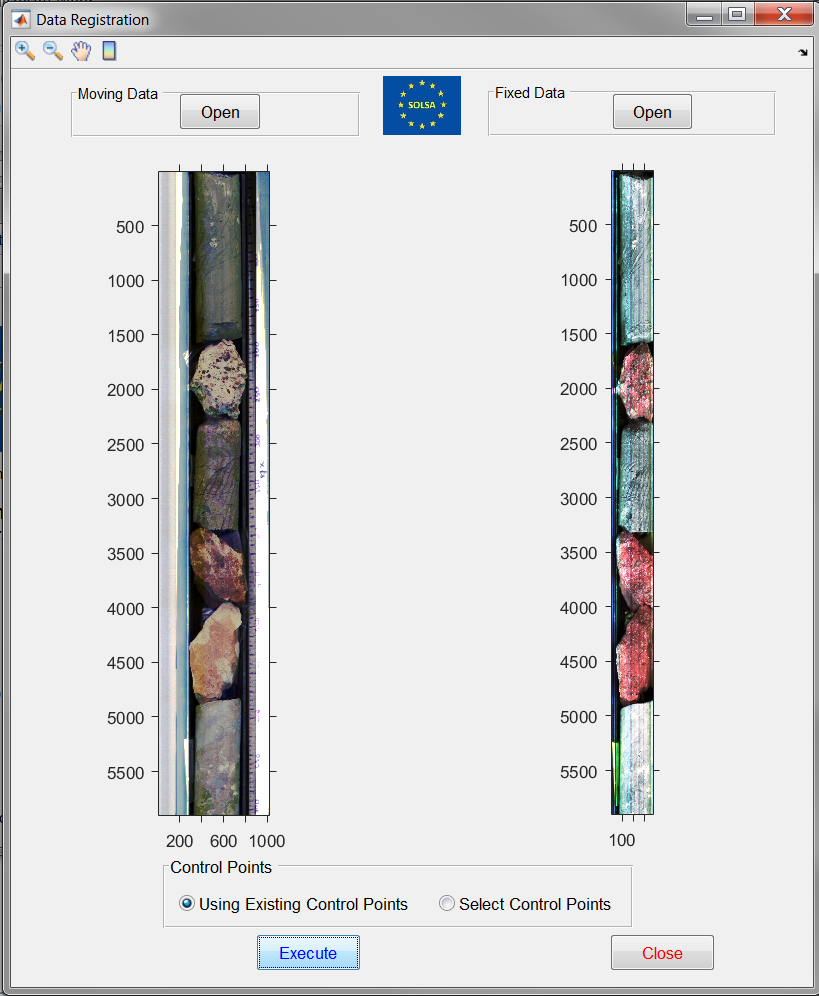 Data Registration
Moving Data
Open
SOLSA
Fixed Data
Open
500
1000
1500
2000
2500
3000
3500
4000
4500
5000
5500
200 600 1000
500
1000
1500
2000
2500
3000
3500
4000
4500
5000
5500
100
Control Points
Using Existing Control Points
Select Control Points
Execute
Close